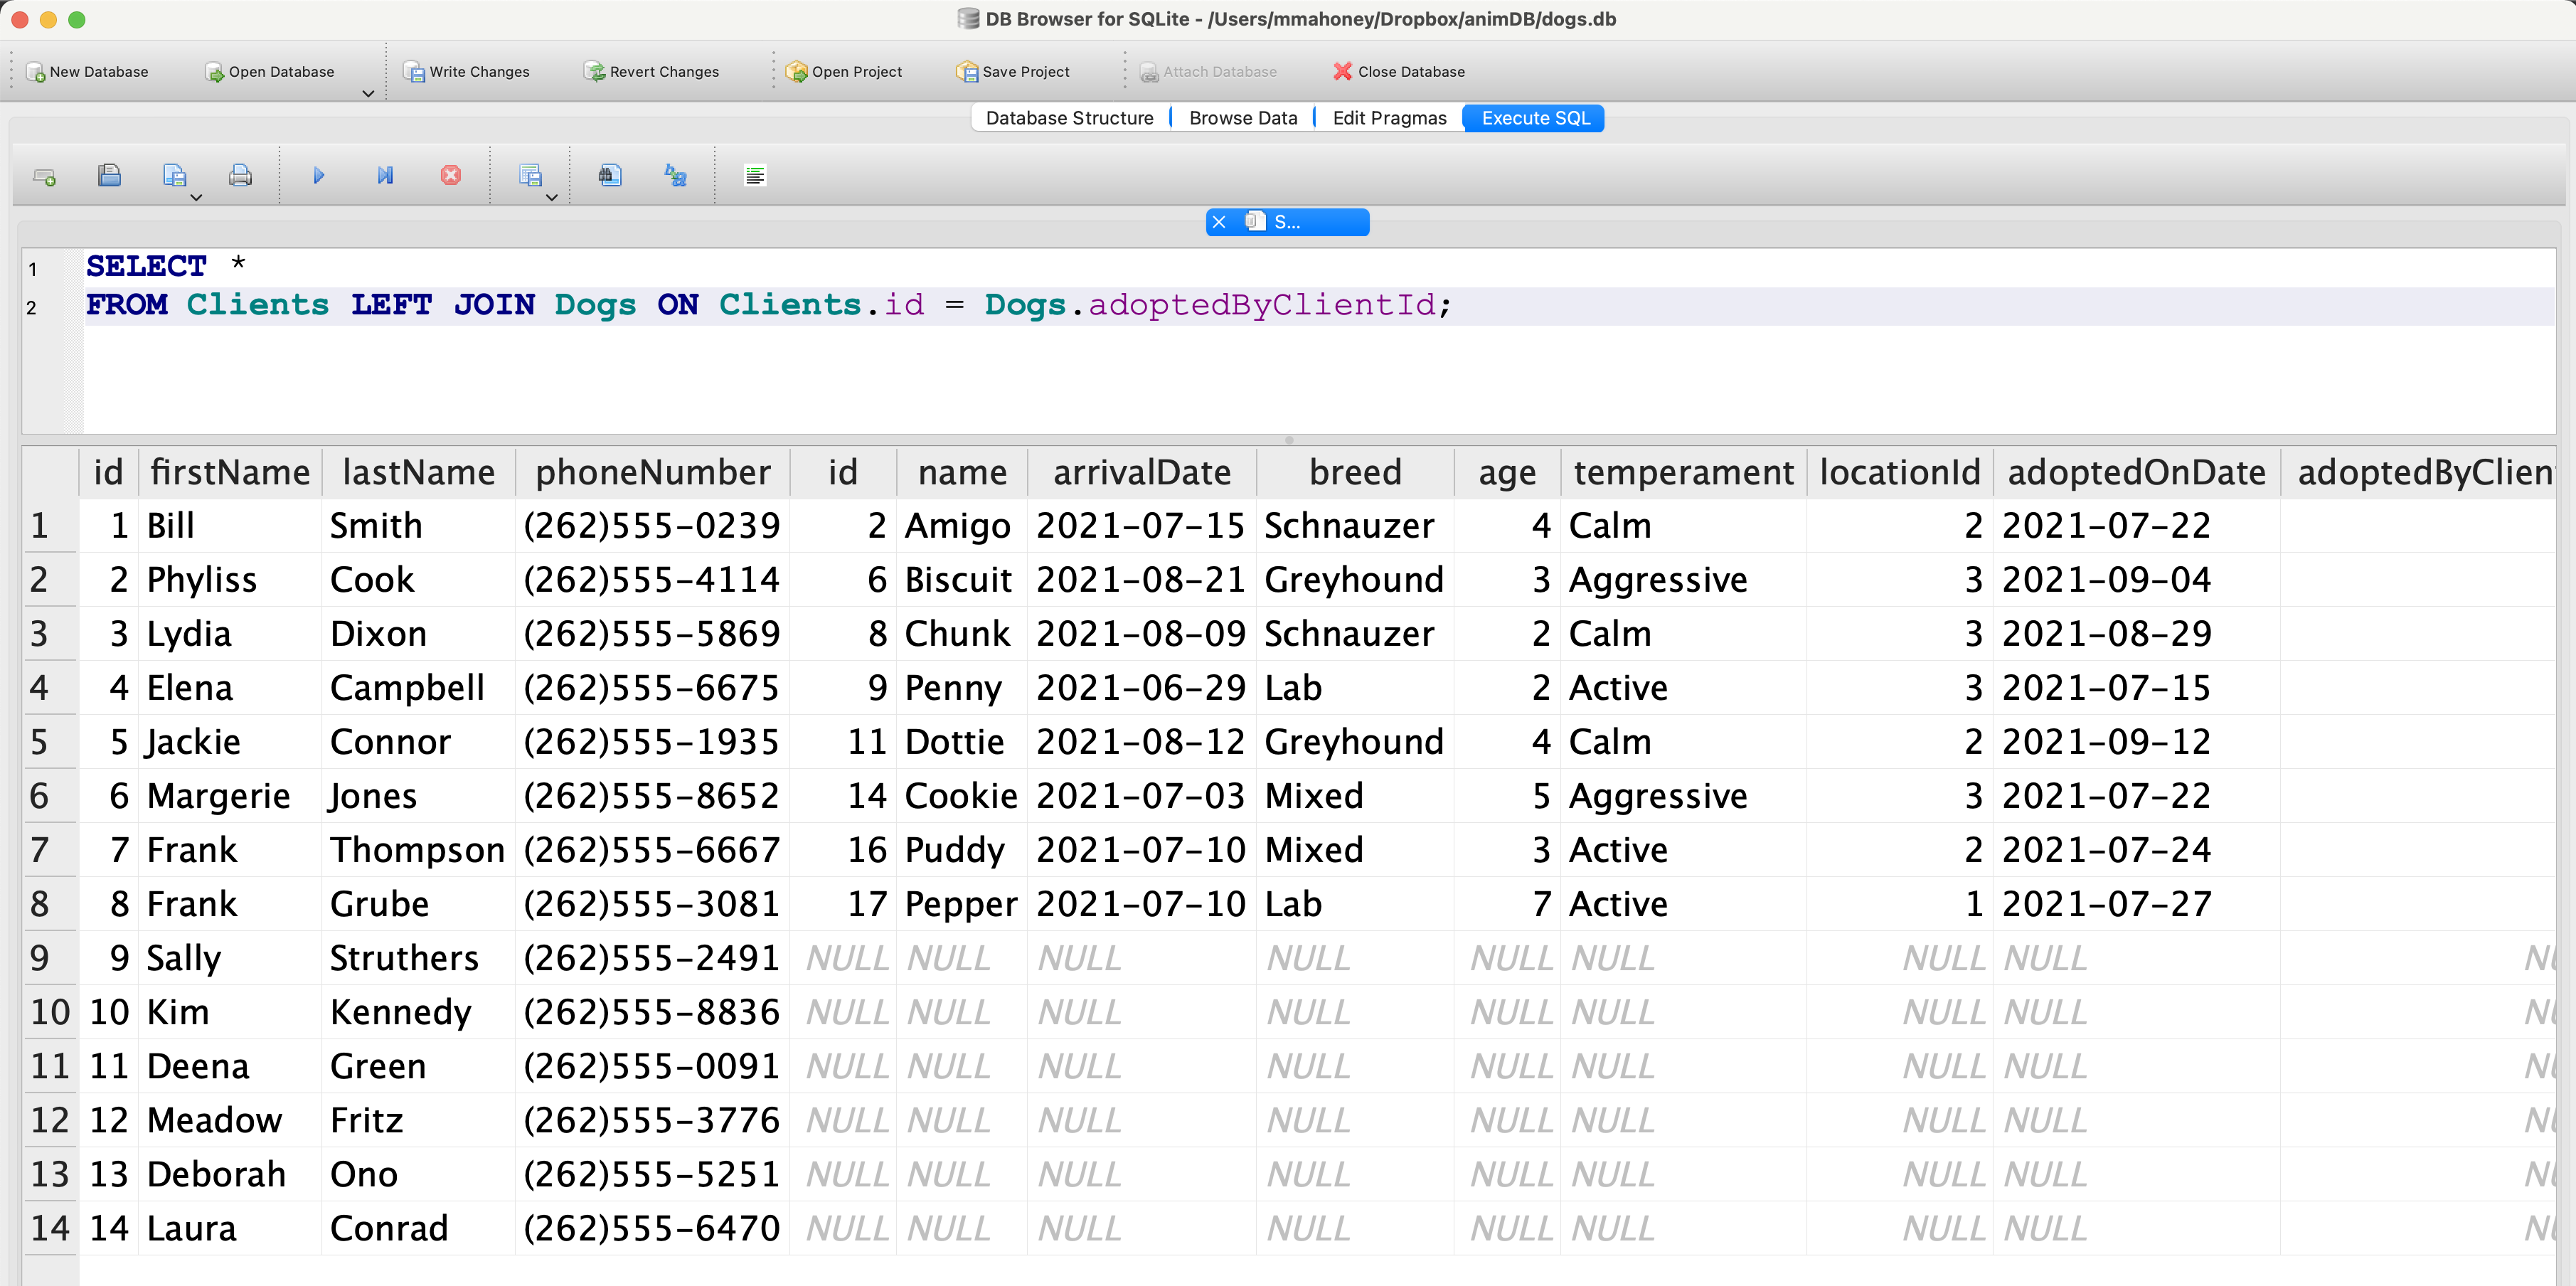 DB Browser for SQLite - /Users/mmahoney/Dropbox/animDB/dogs.db
New Database Open Database Write Changes Revert Changes Open Project Save Project Attach Database Close Database
Database Structure Browse Data Edit Pragmas Execute SQL
S...
1 SELECT *
2 FROM Clients LEFT JOIN Dogs ON Clients.id = Dogs.adoptedByClientId;
id firstName lastName phoneNumber id name arrivalDate breed age temperament locationId adoptedOnDate adoptedByClien
1 1 Bill Smith (262)555-0239 2 Amigo 2021-07-15 Schnauzer 4 Calm 2 2021-07-22
2 2 Phyliss Cook (262)555-4114 6 Biscuit 2021-08-21 Greyhound 3 Aggressive 3 2021-09-04
3 3 Lydia Dixon (262)555-5869 8 Chunk 2021-08-09 Schnauzer 2 Calm 3 2021-08-29
4 4 Elena Campbell (262)555-6675 9 Penny 2021-06-29 Lab 2 Active 3 2021-07-15
5 5 Jackie Connor (262)555-1935 11 Dottie 2021-08-12 Greyhound 4 Calm 2 2021-09-12
6 6 Margerie Jones (262)555-8652 14 Cookie 2021-07-03 Mixed 5 Aggressive 3 2021-07-22
7 7 Frank Thompson (262)555-6667 16 Puddy 2021-07-10 Mixed 3 Active 2 2021-07-24
8 8 Frank Grube (262)555-3081 17 Pepper 2021-07-10 Lab 7 Active 1 2021-07-27
9 9 Sally Struthers (262)555-2491 NULL NULL NULL NULL NULL NULL NULL NULL NU
10 10 Kim Kennedy (262)555-8836 NULL NULL NULL NULL NULL NULL NULL NULL NU
11 11 Deena Green (262)555-0091 NULL NULL NULL NULL NULL NULL NULL NULL NU
12 12 Meadow Fritz (262)555-3776 NULL NULL NULL NULL NULL NULL NULL NULL NU
13 13 Deborah Ono (262)555-5251 NULL NULL NULL NULL NULL NULL NULL NULL NU
14 14 Laura Conrad (262)555-6470 NULL NULL NULL NULL NULL NULL NULL NULL NU